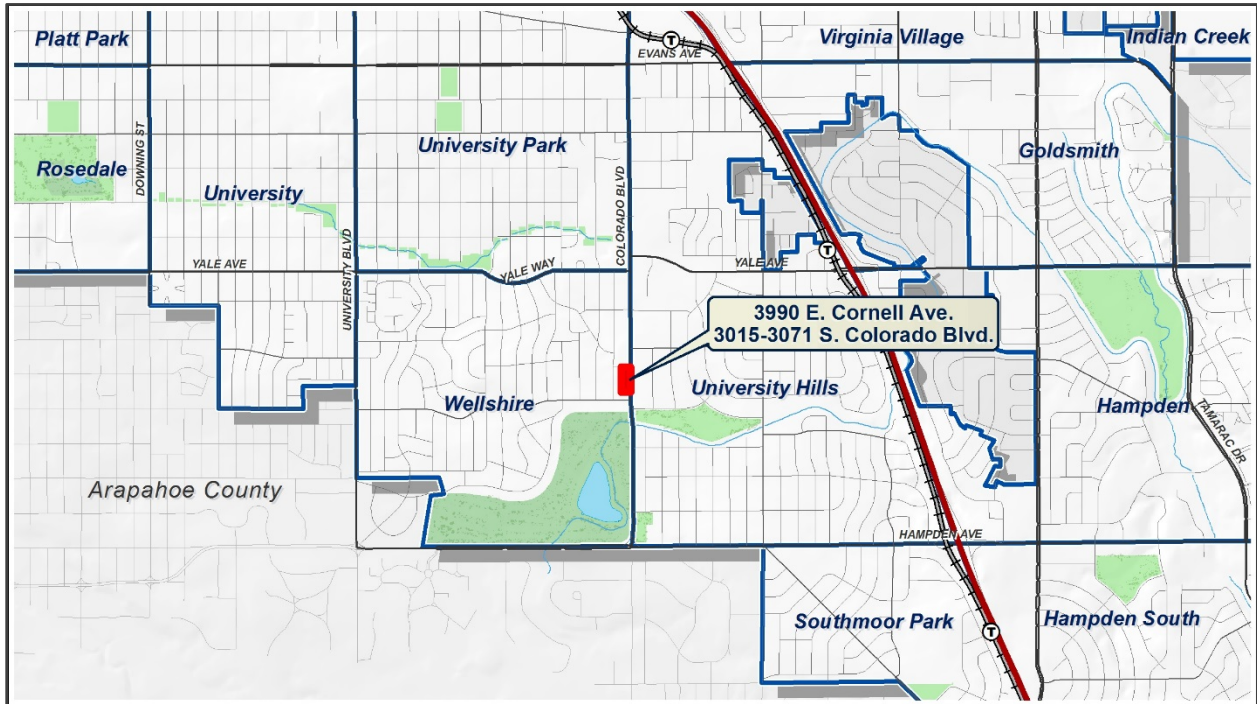 Platt Park
Virginia Village
Indian Creek
EVANS AVE
T
University Park
Goldsmith
Rosedale
DOWNING ST
University
COLORADO BLVD
UNIVERSITY BLVD
T
YALE AVE
YALE WAY
YALE AVE
3990 E. Cornell Ave.
3015-3071 S. Colorado Blvd.
University Hills
Wellshire
Hampden
TAMARAC DR
Arapahoe County
HAMPDEN AVE
Southmoor Park
Hampden South
T